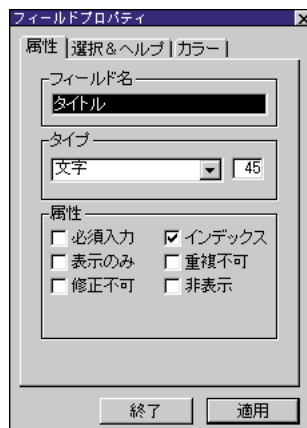 フィールドプロパティ
属性 選択&ヘルプ カラー
フィールド名
タイトル
タイプ
文字 45
属性
必須入力 インデックス
表示のみ 重複不可
修正不可 非表示
終了 適用